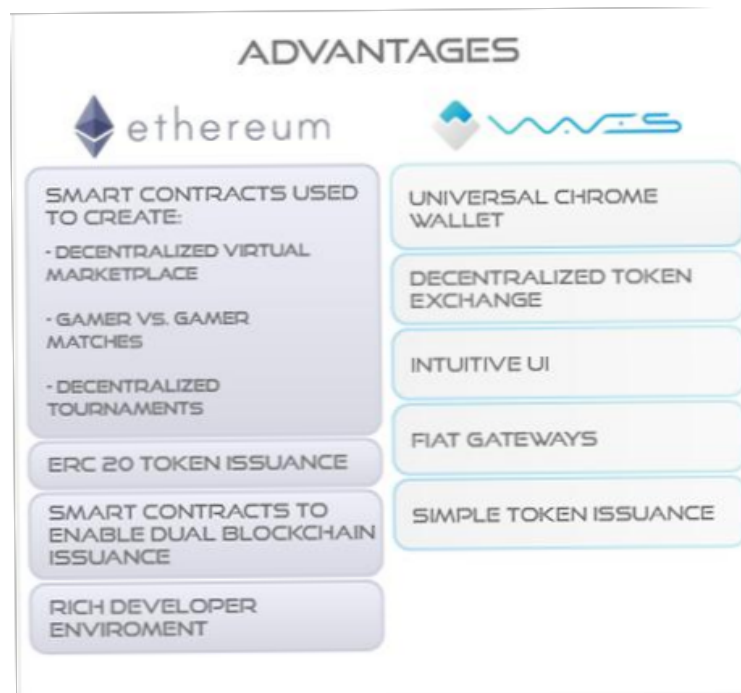 ADVANTAGES
ethereum
SMART CONTRACTS USED
TO CREATE:
- DECENTRALIZED VIRTUAL
MARKETPLACE
- GAMER VS. GAMER
MATCHES
- DECENTRALIZED
TOURNAMENTS
ERC 20 TOKEN ISSUANCE
SMART CONTRACTS TO
ENABLE DUAL BLOCKCHAIN
ISSUANCE
RICH DEVELOPER
ENVIROMENT
WAVES
UNIVERSAL CHROME
WALLET
DECENTRALIZED TOKEN
EXCHANGE
INTUITIVE UI
FIAT GATEWAYS
SIMPLE TOKEN ISSUANCE